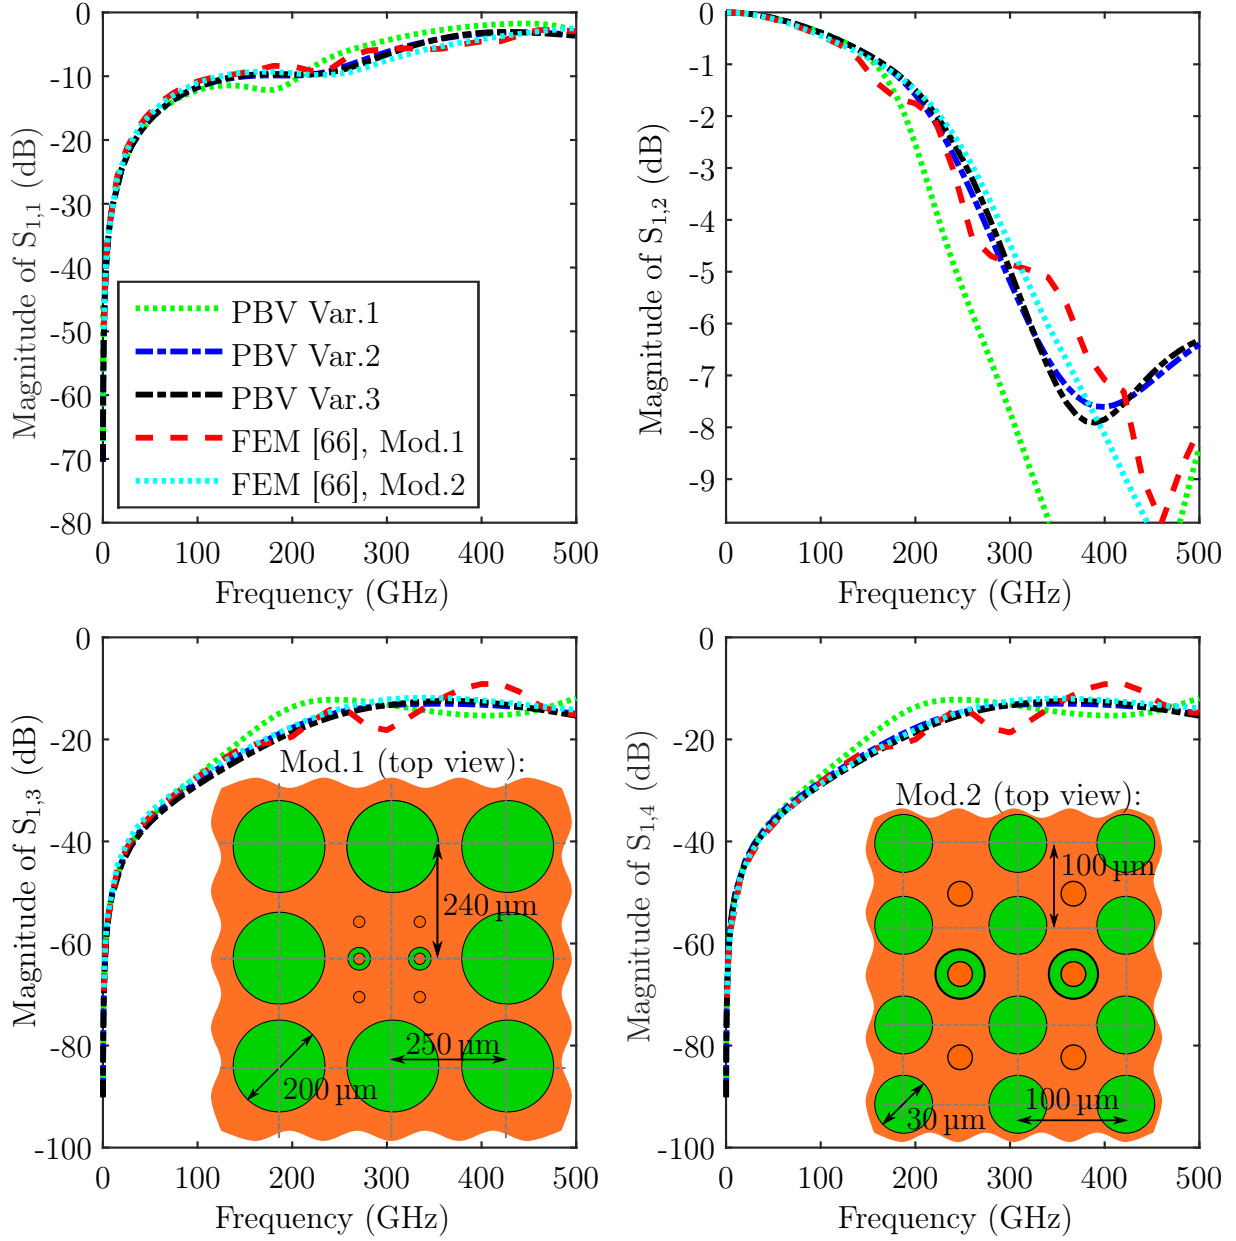 0
-10
-20
-30
-40
-50
-60
-70
-80
Magnitude of S1,1 (dB)
PBV Var.1
PBV Var.2
PBV Var.3
FEM [66], Mod.1
FEM [66], Mod.2
0 100 200 300 400 500
Frequency (GHz)
0
-1
-2
-3
-4
-5
-6
-7
-8
-9
Magnitude of S1,2 (dB)
0 100 200 300 400 500
Frequency (GHz)
0
-20
-40
-60
-80
-100
Magnitude of S1,3 (dB)
Mod.1 (top view):
240 µm
250 µm
200 µm
0 100 200 300 400 500
Frequency (GHz)
0
-20
-40
-60
-80
-100
Magnitude of S1,4 (dB)
Mod.2 (top view):
100 µm
100 µm
30 µm
0 100 200 300 400 500
Frequency (GHz)